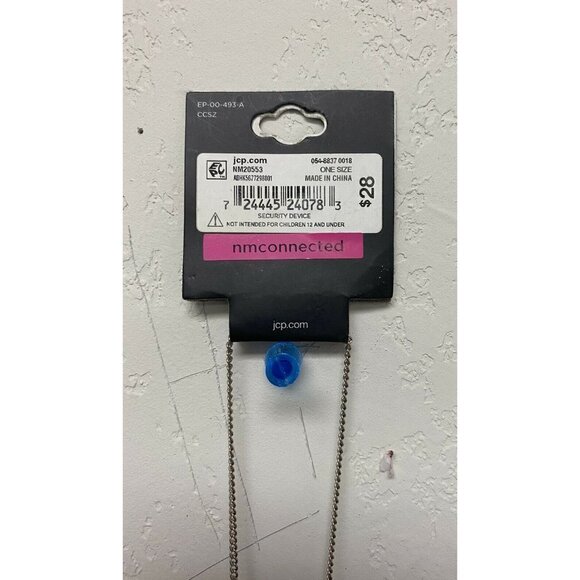 EP-00-493-A
CCSZ
jcp.com 054-8837 0018
NM20553 ONE SIZE
MADE IN CHINA
$28
7 24445 24078 3
SECURITY DEVICE
NOT INTENDED FOR CHILDREN 12 AND UNDER
nmconnected
jcp.com